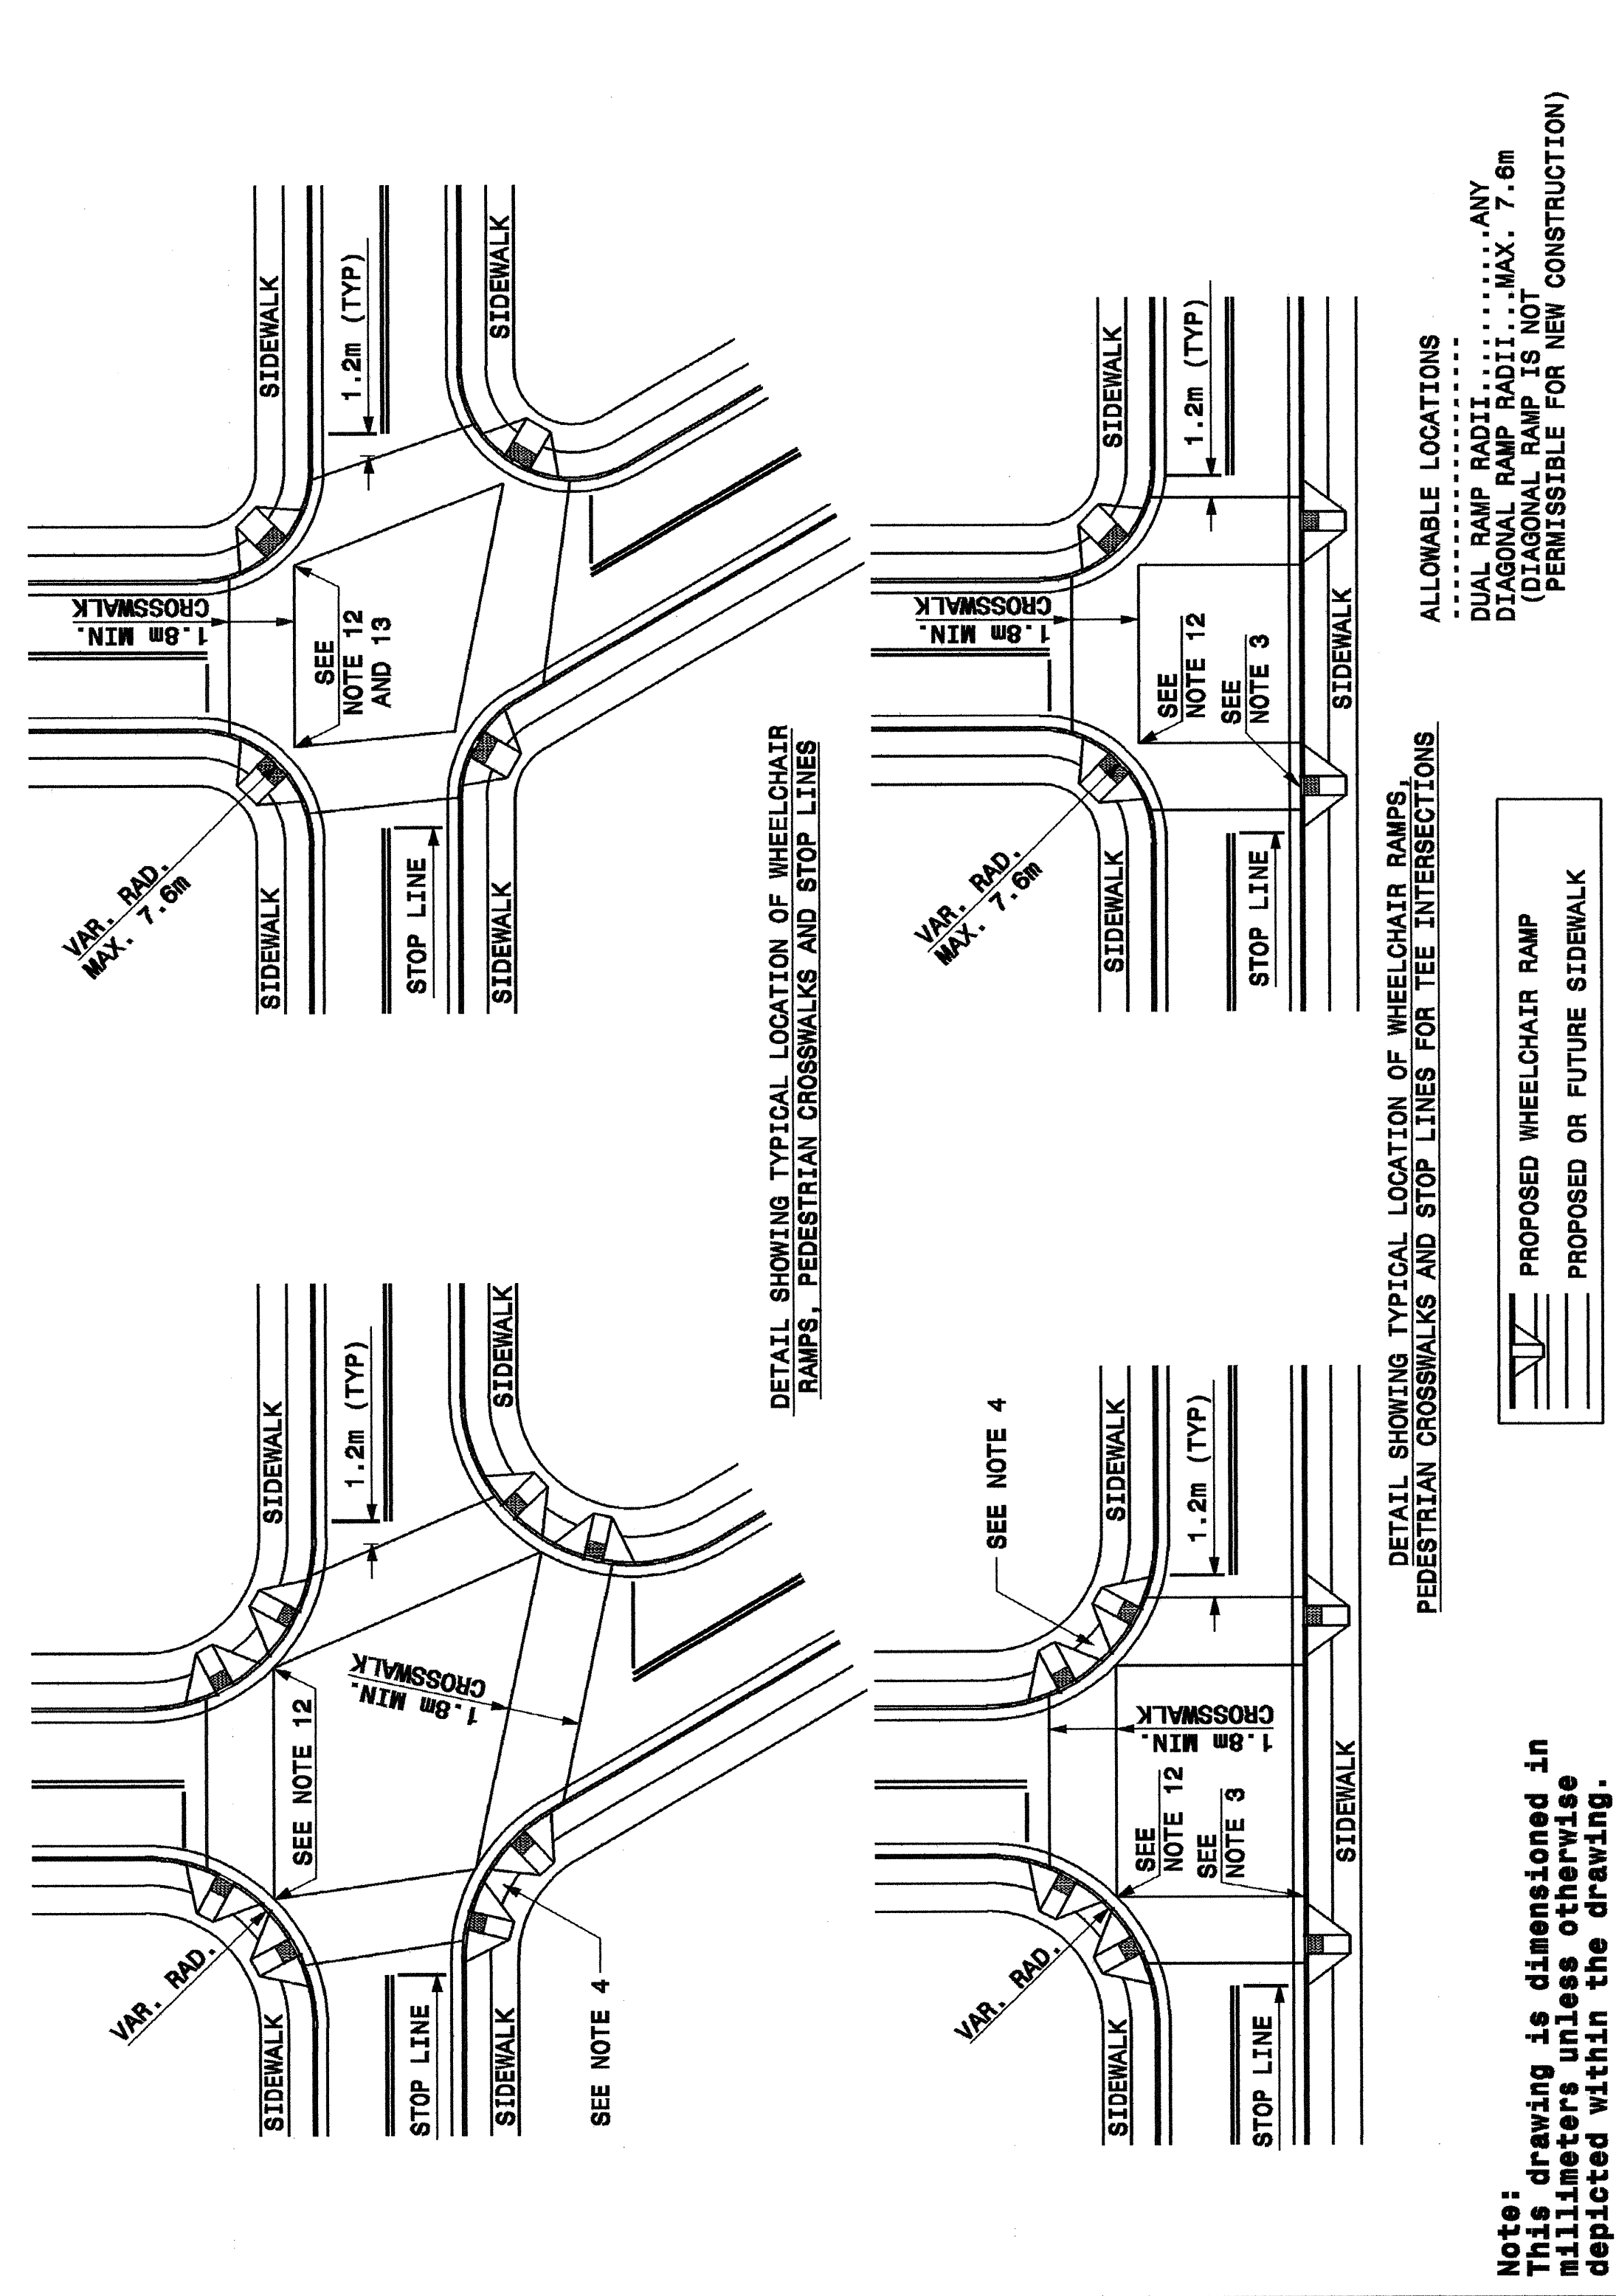 SIDEWALK
SIDEWALK
VAR. RAD.
SEE NOTE 12
1.2m (TYP)
1.8m MIN.
CROSSWALK
STOP LINE
SIDEWALK
SIDEWALK
SEE NOTE 4
SIDEWALK
SIDEWALK
VAR. RAD.
MAX. 7.6m
1.8m MIN.
CROSSWALK
SEE
NOTE 12
AND 13
1.2m (TYP)
STOP LINE
SIDEWALK
SIDEWALK
DETAIL SHOWING TYPICAL LOCATION OF WHEELCHAIR
RAMPS, PEDESTRIAN CROSSWALKS AND STOP LINES
VAR. RAD.
SEE NOTE 4
SIDEWALK
SIDEWALK
1.8m MIN.
CROSSWALK
SEE
NOTE 12
SEE
NOTE 3
1.2m (TYP)
STOP LINE
SIDEWALK
VAR. RAD.
MAX. 7.6m
1.8m MIN.
CROSSWALK
SIDEWALK
SIDEWALK
SEE
NOTE 12
SEE
NOTE 3
1.2m (TYP)
STOP LINE
SIDEWALK
DETAIL SHOWING TYPICAL LOCATION OF WHEELCHAIR RAMPS,
PEDESTRIAN CROSSWALKS AND STOP LINES FOR TEE INTERSECTIONS
ALLOWABLE LOCATIONS
--------------------
DUAL RAMP RADII..........ANY
DIAGONAL RAMP RADII...MAX. 7.6m
(DIAGONAL RAMP IS NOT
PERMISSIBLE FOR NEW CONSTRUCTION)
PROPOSED WHEELCHAIR RAMP
PROPOSED OR FUTURE SIDEWALK
Note:
This drawing is dimensioned in
millimeters unless otherwise
depicted within the drawing.